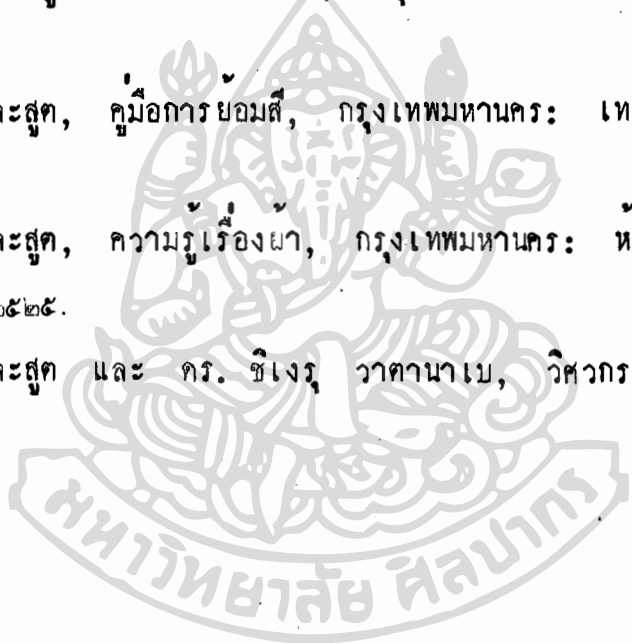 ะสูต, คู่มือการย้อมสี, กรุงเทพมหานคร: เท
ะสูต, ความรู้เรื่องผ้า, กรุงเทพมหานคร: ห้
๒๕๒๕.
ะสูต และ ดร. ชิเงรุ วาตานาเบ, วิศวกร
มหาวิทยาลัย ศิลปากร